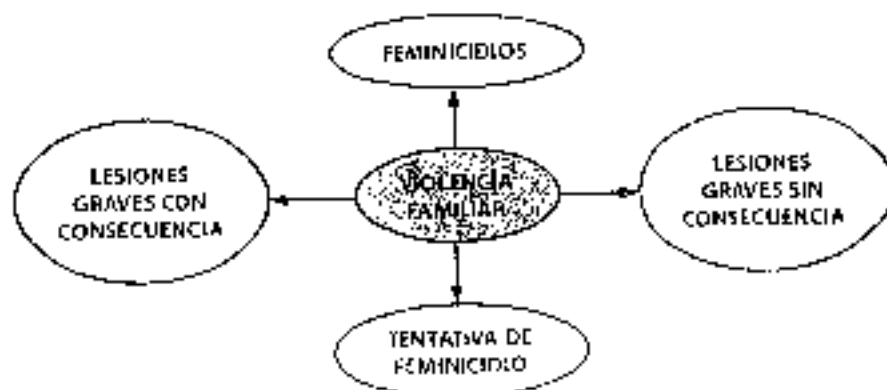 FEMINICIDIOS
LESIONES
GRAVES CON
CONSECUENCIA
VIOLENCIA
FAMILIAR
LESIONES
GRAVES SIN
CONSECUENCIA
TENTATIVA DE
FEMINICIDIO